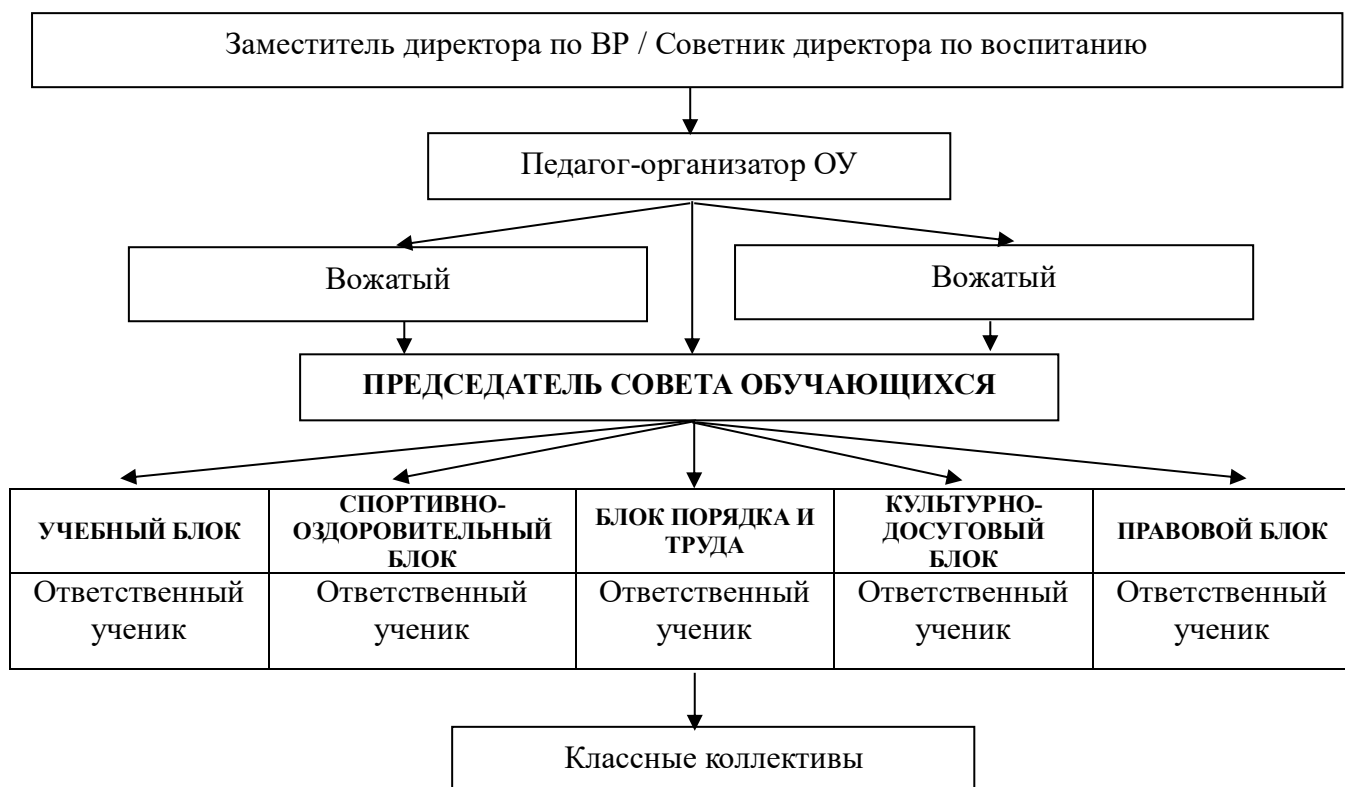 Заместитель директора по ВР / Советник директора по воспитанию
Педагог-организатор ОУ
Вожатый
Вожатый
ПРЕДСЕДАТЕЛЬ СОВЕТА ОБУЧАЮЩИХСЯ
УЧЕБНЫЙ БЛОК
СПОРТИВНО-
ОЗДОРОВИТЕЛЬНЫЙ
БЛОК
БЛОК ПОРЯДКА И
ТРУДА
КУЛЬТУРНО-
ДОСУГОВЫЙ
БЛОК
ПРАВОВОЙ БЛОК
Ответственный
ученик
Ответственный
ученик
Ответственный
ученик
Ответственный
ученик
Ответственный
ученик
Классные коллективы